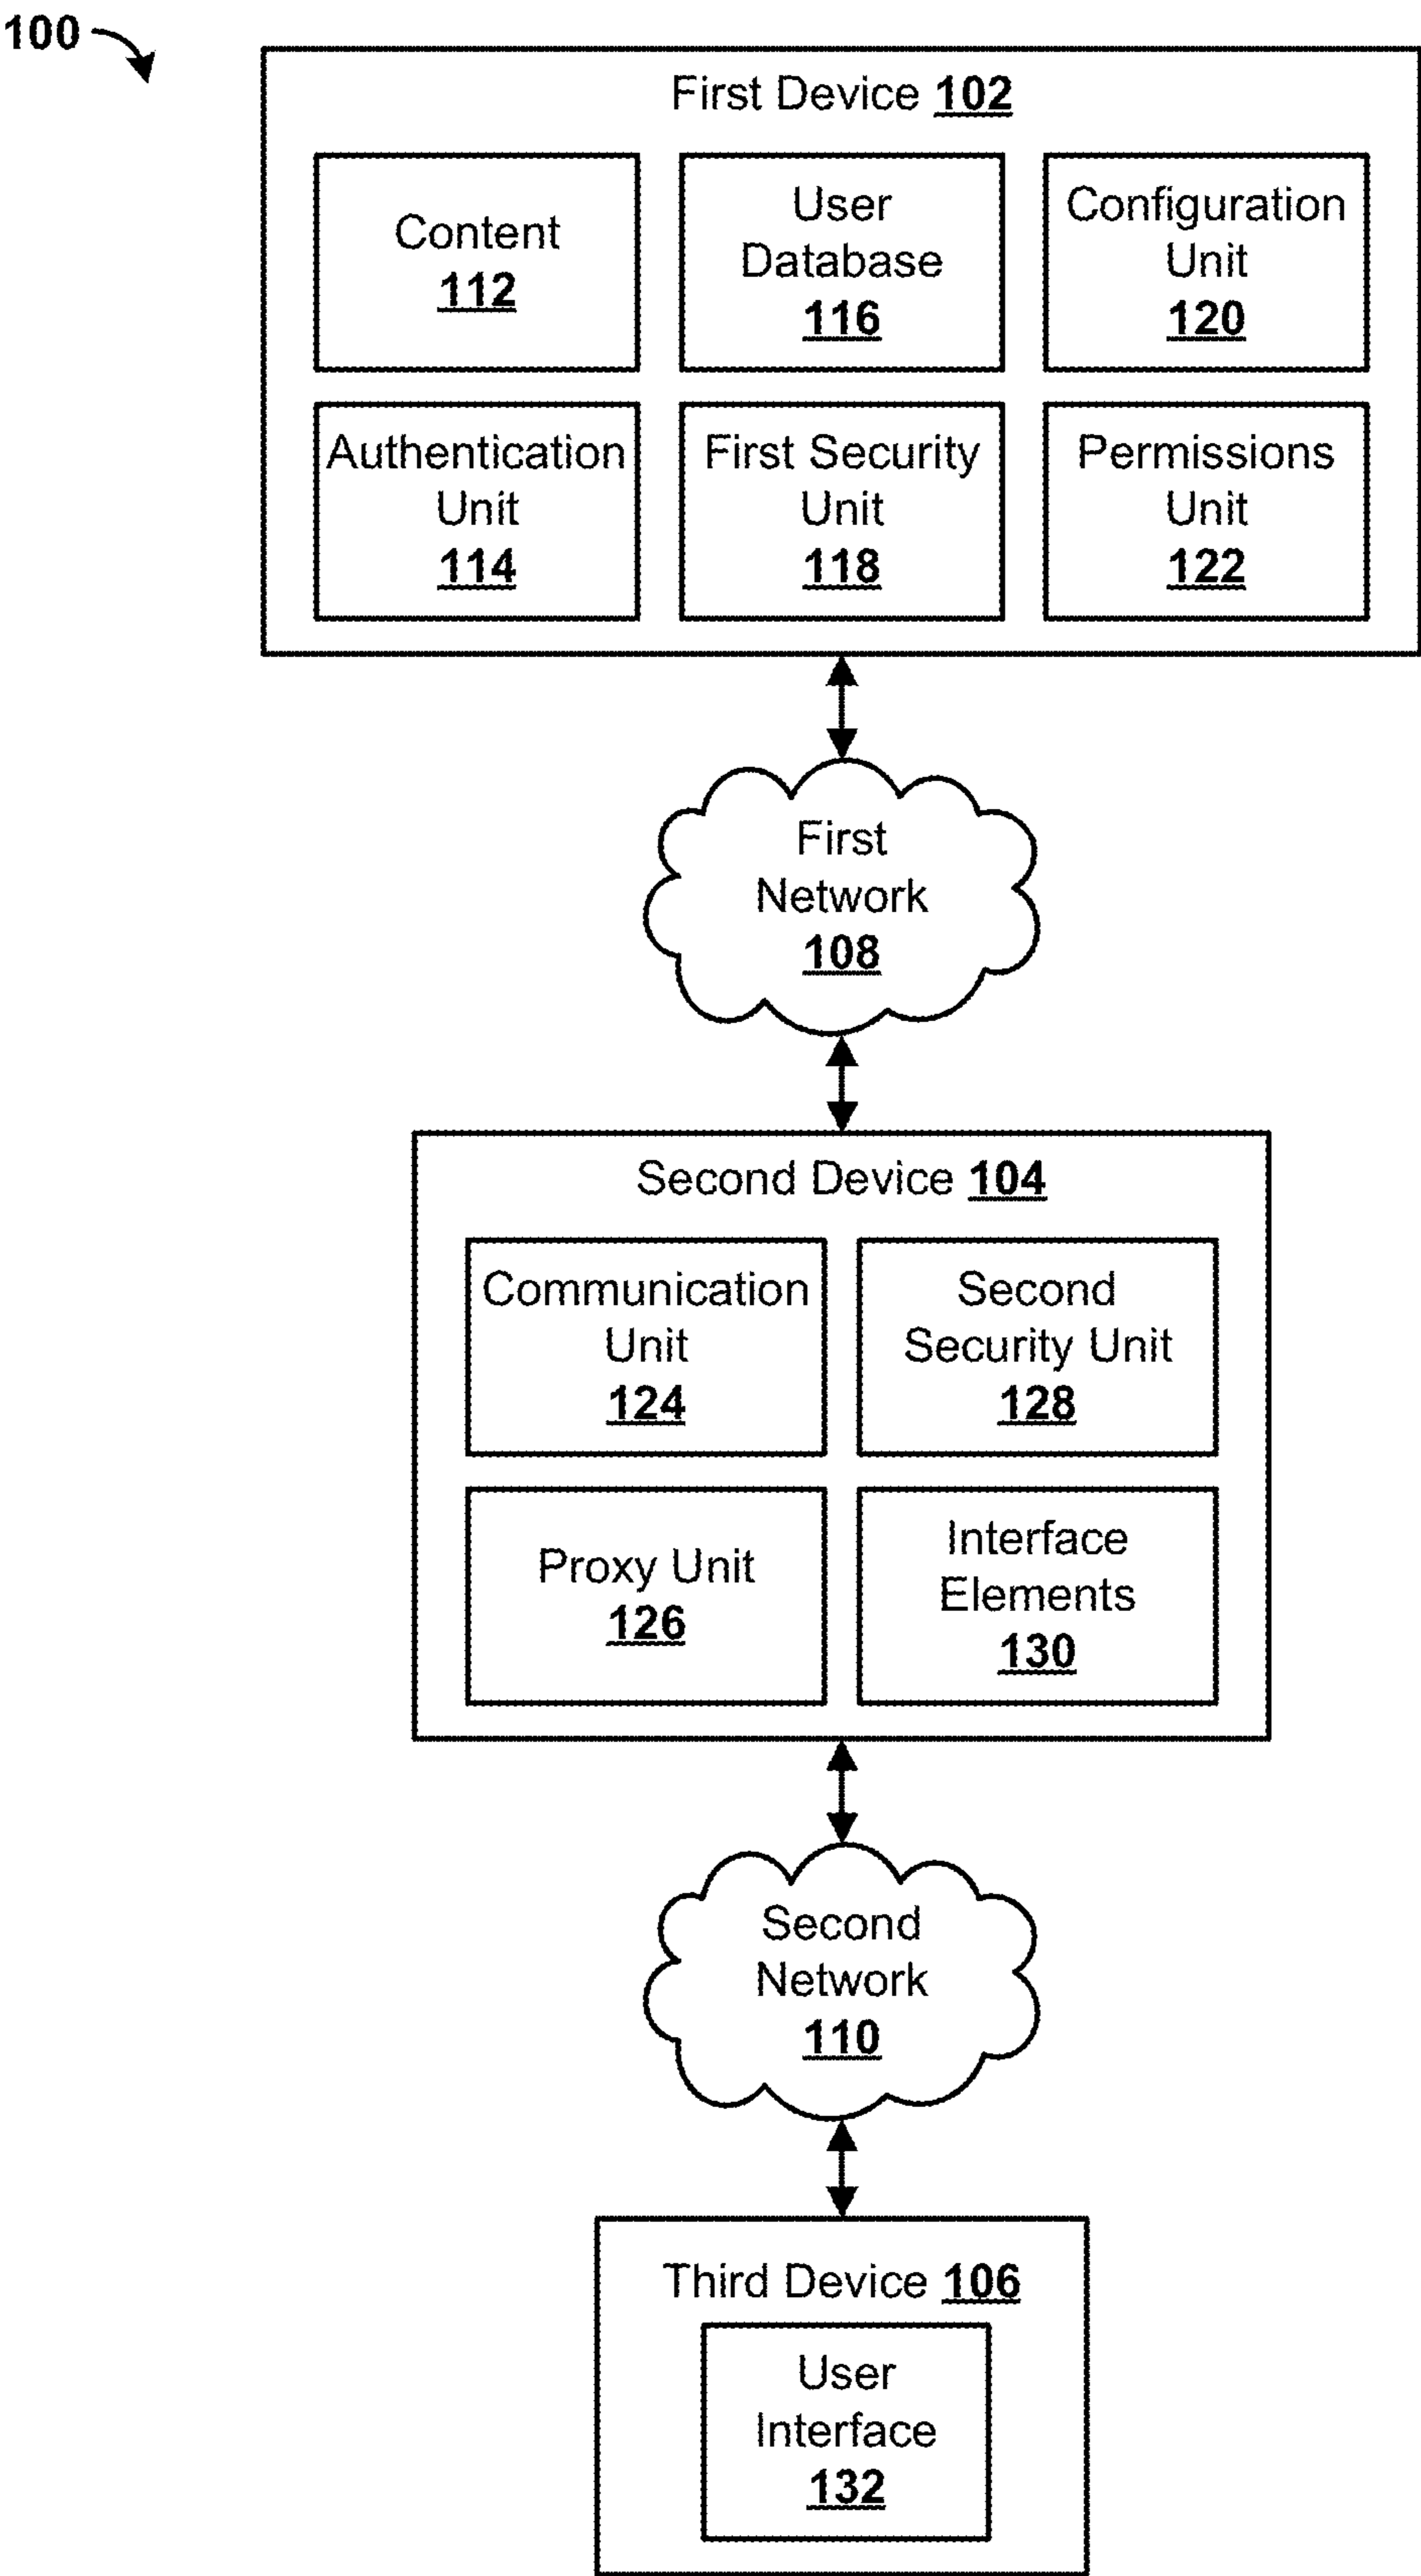 100
First Device 102
Content
112
User
Database
116
Configuration
Unit
120
Authentication
Unit
114
First Security
Unit
118
Permissions
Unit
122
First
Network
108
Second Device 104
Communication
Unit
124
Second
Security Unit
128
Proxy Unit
126
Interface
Elements
130
Second
Network
110
Third Device 106
User
Interface
132